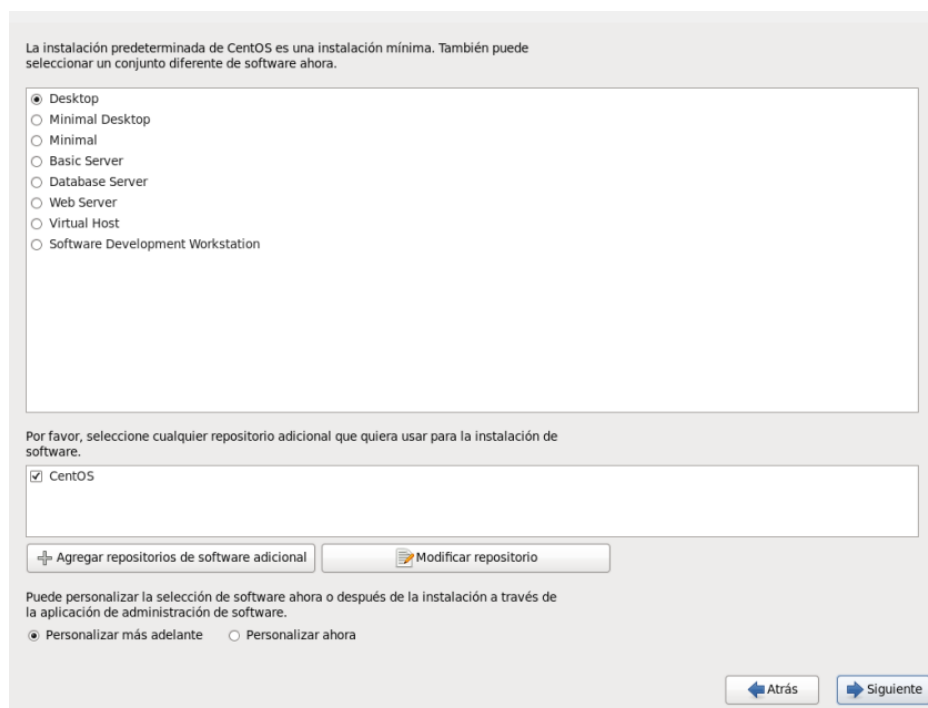 La instalación predeterminada de CentOS es una instalación mínima. También puede
seleccionar un conjunto diferente de software ahora.
Desktop
Minimal Desktop
Minimal
Basic Server
Database Server
Web Server
Virtual Host
Software Development Workstation
Por favor, seleccione cualquier repositorio adicional que quiera usar para la instalación de
software.
CentOS
Agregar repositorios de software adicional
Modificar repositorio
Puede personalizar la selección de software ahora o después de la instalación a través de
la aplicación de administración de software.
Personalizar más adelante
Personalizar ahora
Atrás
Siguiente